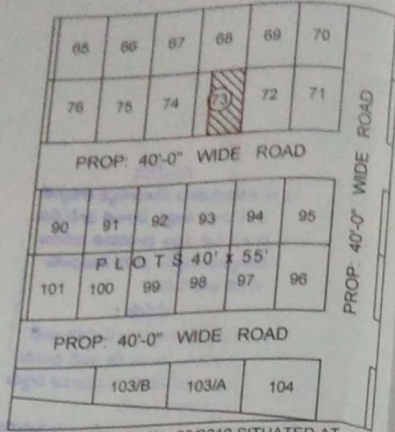 65 66 67 68 69 70
76 75 74 73 72 71
PROP: 40'-0" WIDE ROAD
90 91 92 93 94 95
PLOTS 40' x 55'
101 100 99 98 97 96
PROP: 40'-0" WIDE ROAD
103/B 103/A 104
PROP: 40'-0" WIDE ROAD
SITUATED AT